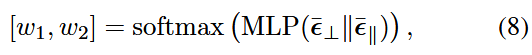 [w₁, w₂] = softmax (MLP(ϵ̄⊥‖ϵ̄∥)) , (8)